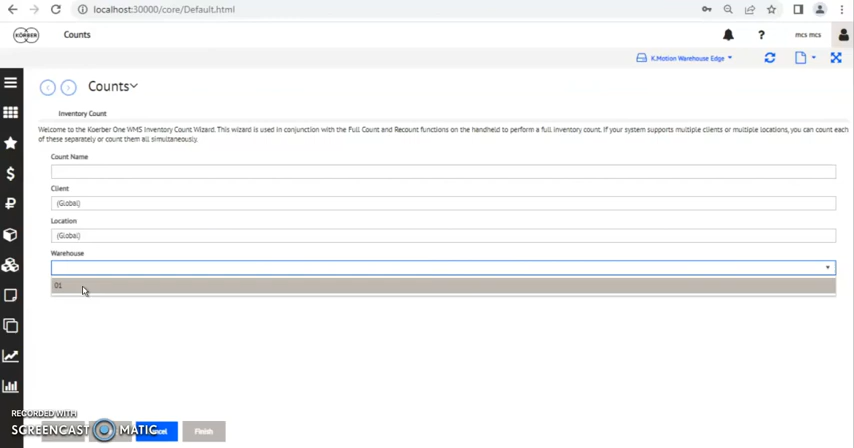 localhost:30000/core/Default.html
KÖRBER
Counts
mcs mcs
K.Motion Warehouse Edge
Counts
Inventory Count
Welcome to the Koerber One WMS Inventory Count Wizard. This wizard is used in conjunction with the Full Count and Recount functions on the handheld to perform a full inventory count. If your system supports multiple clients or multiple locations, you can count each
of these separately or count them all simultaneously.
Count Name
Client
(Global)
Location
(Global)
Warehouse
01
RECORDED WITH
SCREENCAST MATIC
Finish